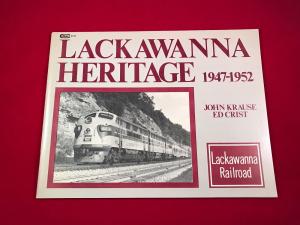 LACKAWANNA
HERITAGE 1947-1952
JOHN KRAUSE
ED CRIST
Lackawanna
Railroad